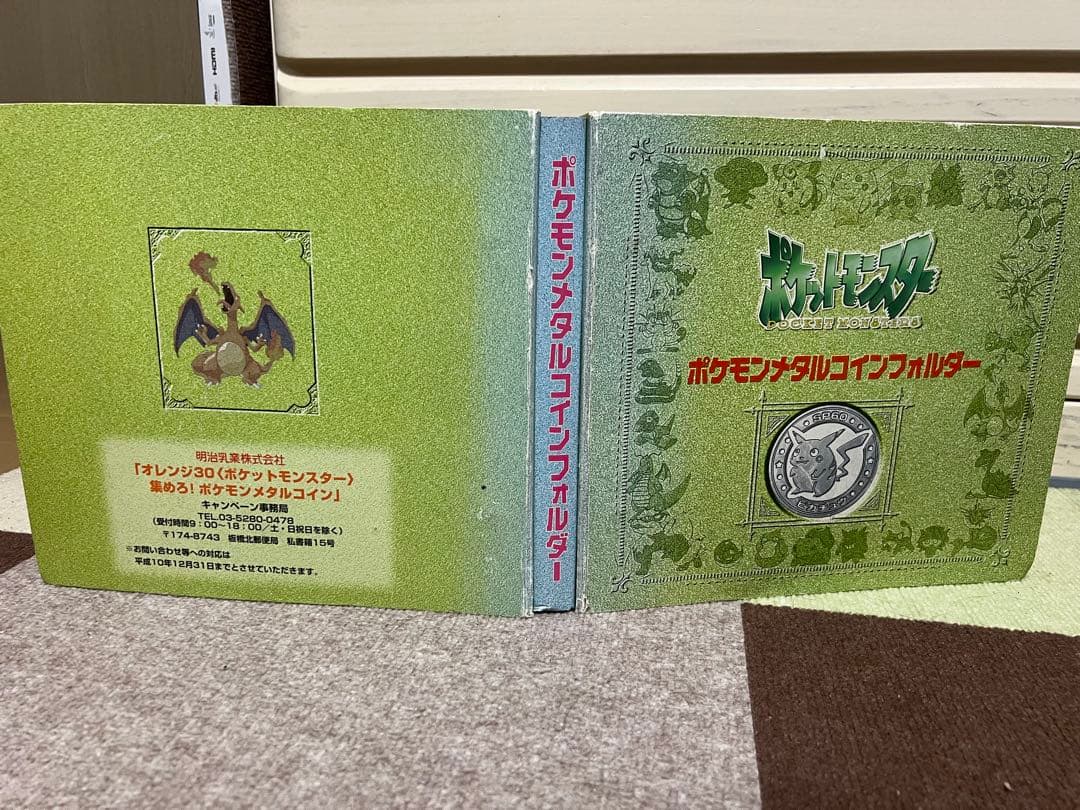 HDMI
明治乳業株式会社
「オレンジ30〈ポケットモンスター〉
集めろ!ポケモンメタルコイン」
キャンペーン事務局
TEL.03-5280-0478
(受付時間9:00〜18:00/土・日祝日を除く)
〒174-8743 板橋北郵便局 私書箱15号
※お問い合わせ等への対応は
平成10年12月31日までとさせていただきます。
ポケモンメタルコインフォルダー
ポケットモンスター
POCKET MONSTERS
ポケモンメタルコインフォルダー
ピカチュウ